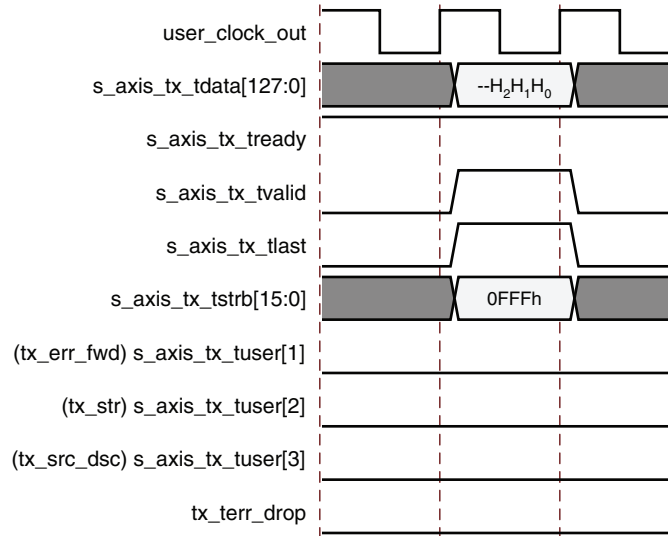 user_clock_out
s_axis_tx_tdata[127:0] --H₂H₁H₀
s_axis_tx_tready
s_axis_tx_tvalid
s_axis_tx_tlast
s_axis_tx_tstrb[15:0] 0FFFh
(tx_err_fwd) s_axis_tx_tuser[1]
(tx_str) s_axis_tx_tuser[2]
(tx_src_dsc) s_axis_tx_tuser[3]
tx_terr_drop